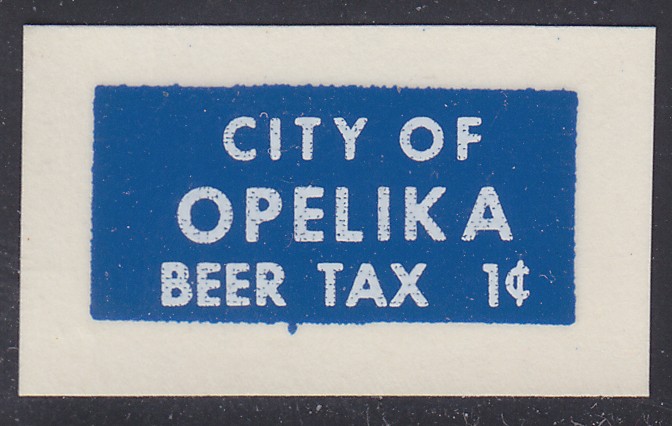 CITY OF
OPELIKA
BEER TAX 1¢